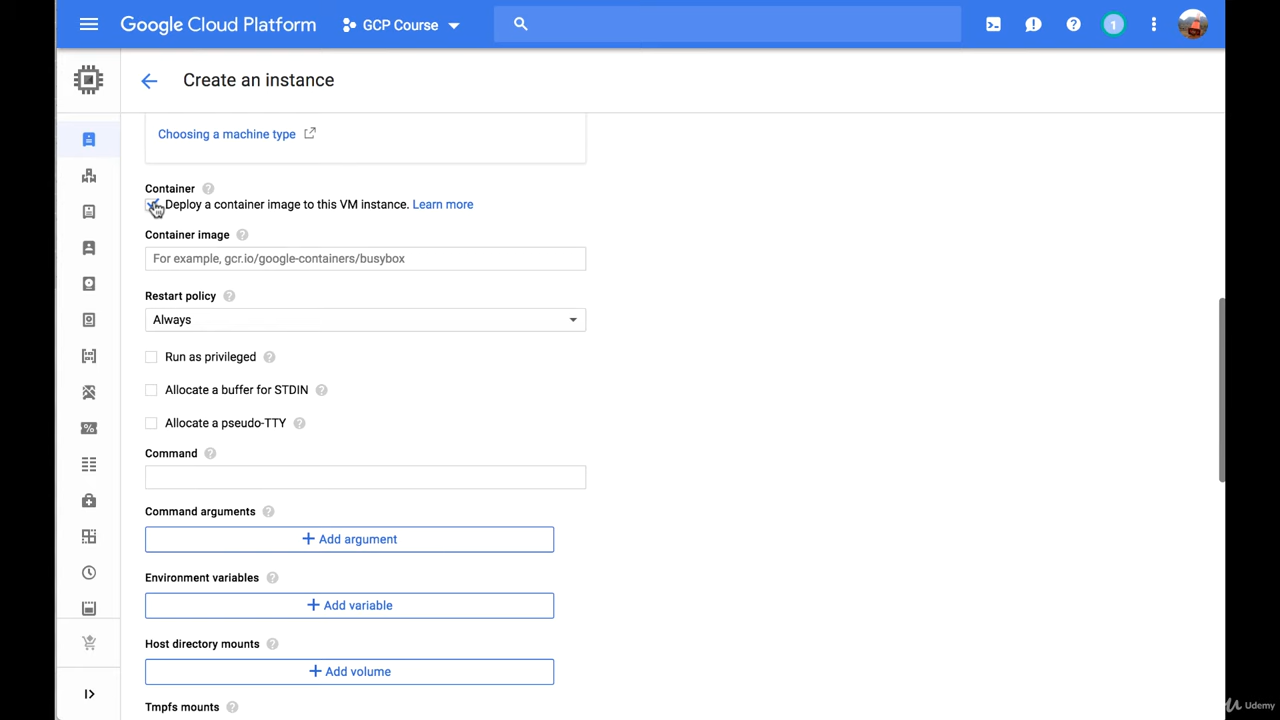 Google Cloud Platform
GCP Course
1
Create an instance
Choosing a machine type
Container
Deploy a container image to this VM instance. Learn more
Container image
For example, gcr.io/google-containers/busybox
Restart policy
Always
Run as privileged
Allocate a buffer for STDIN
Allocate a pseudo-TTY
Command
Command arguments
Add argument
Environment variables
Add variable
Host directory mounts
Add volume
Tmpfs mounts
Udemy